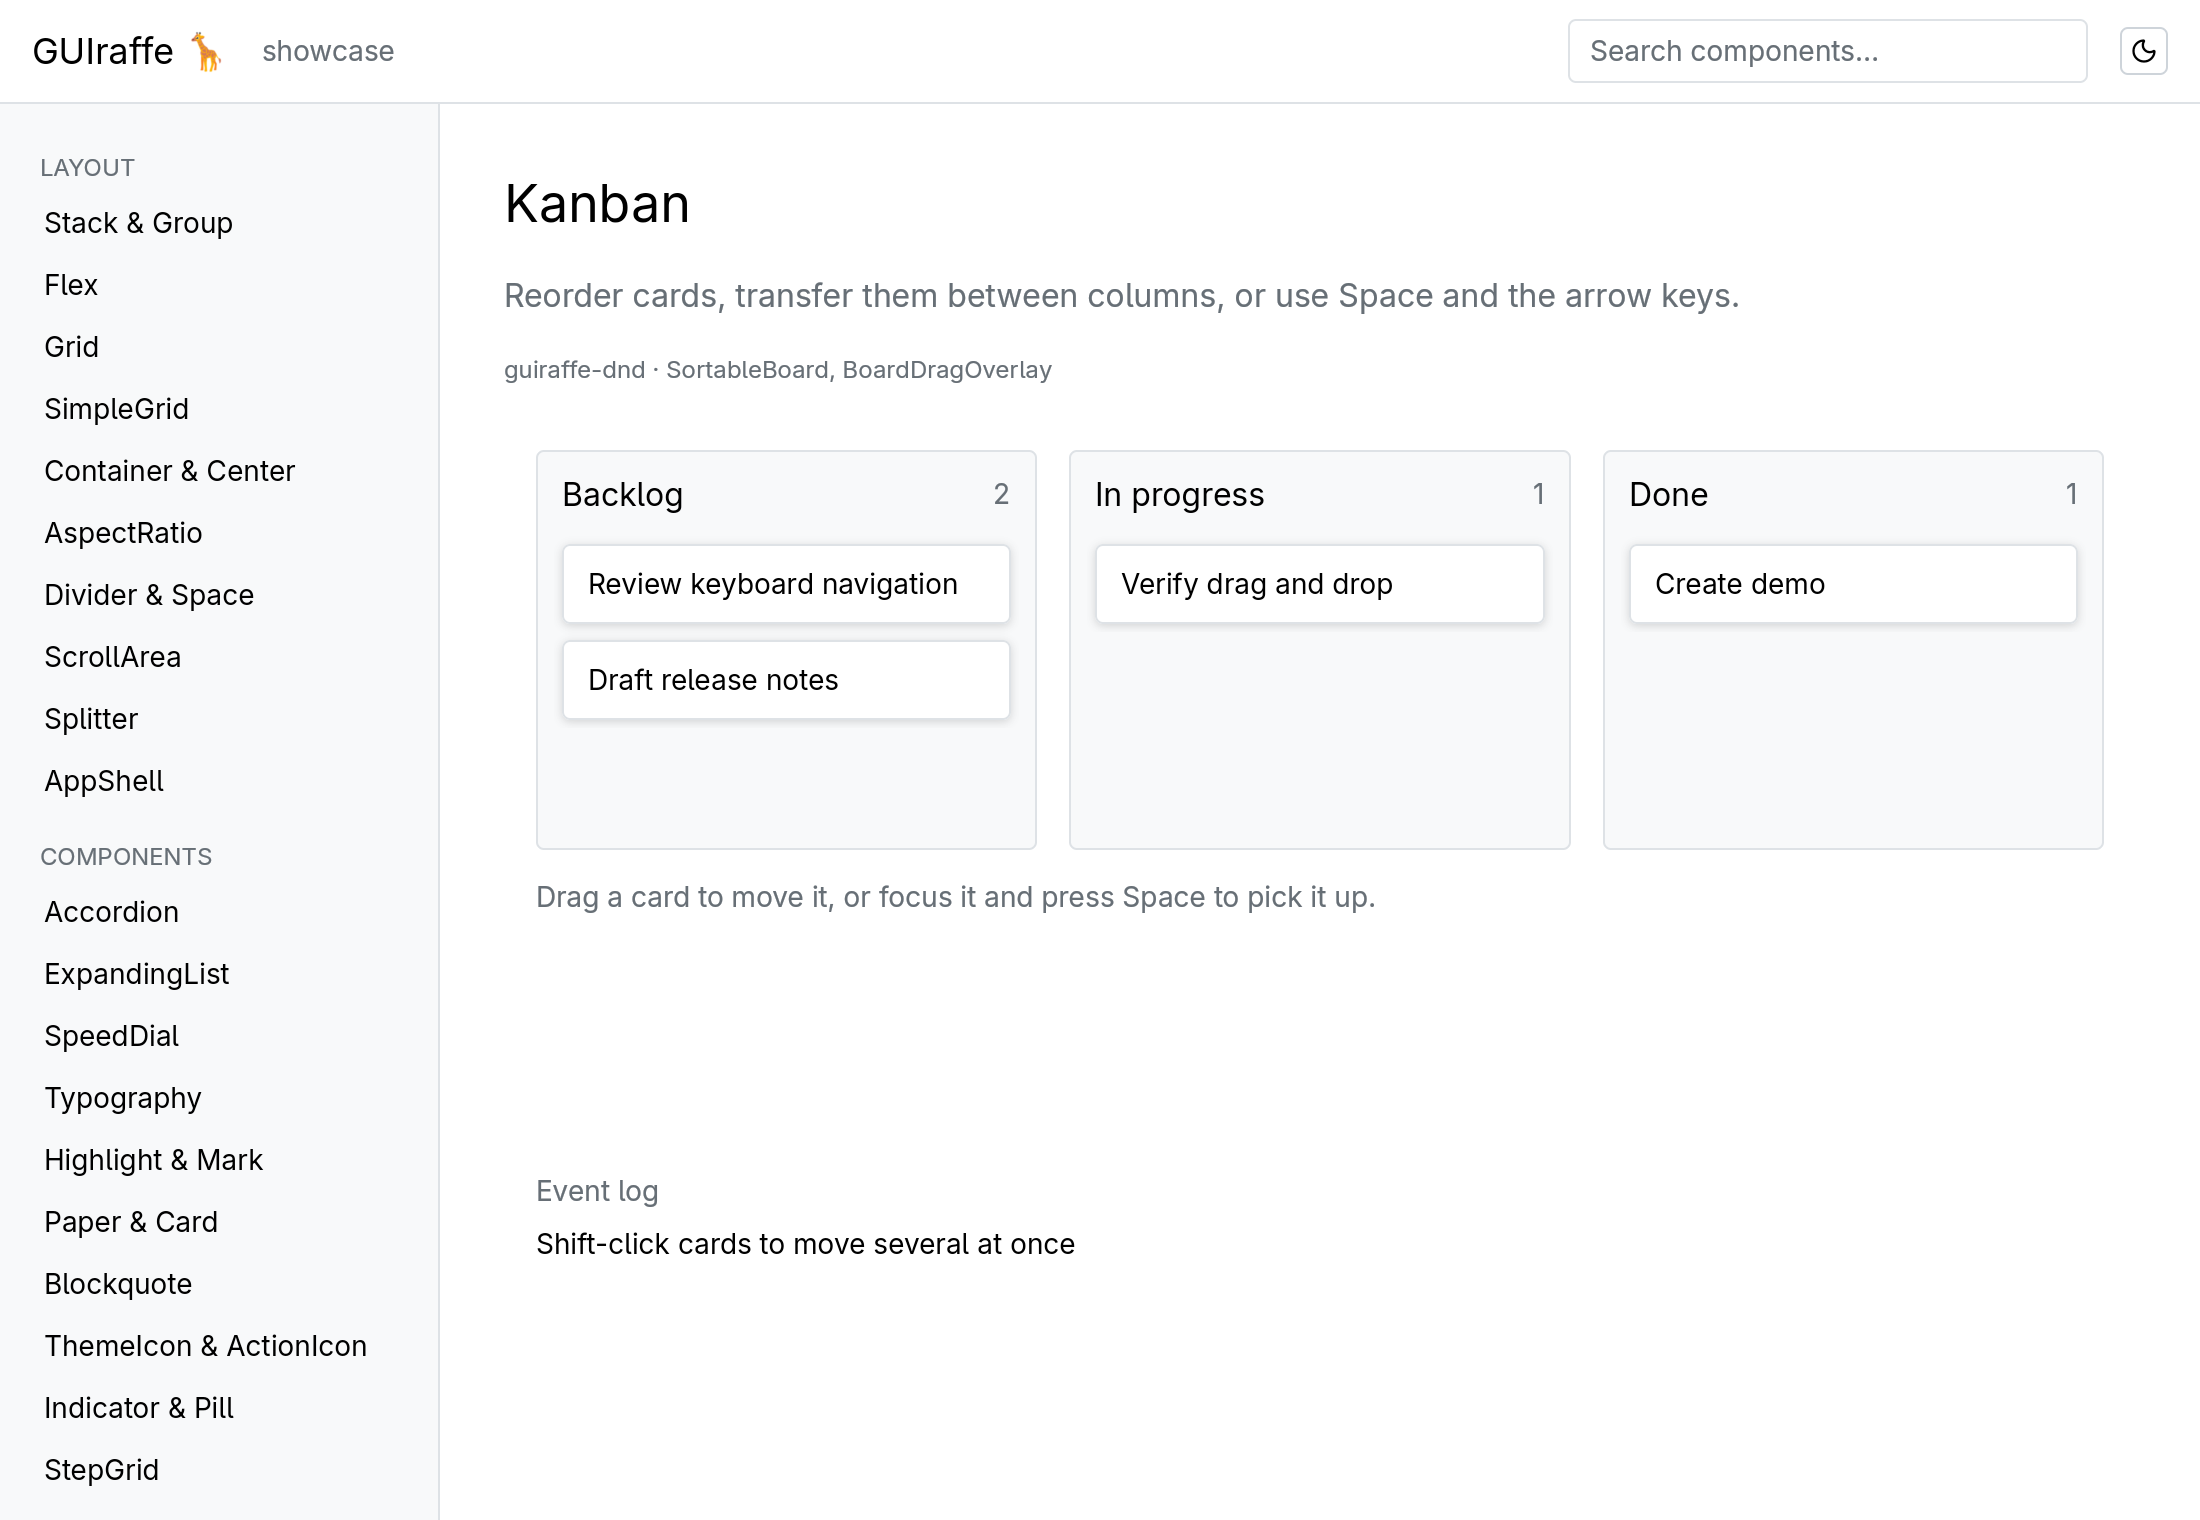 GUIraffe 🦒 showcase
Search components...
LAYOUT
Stack & Group
Flex
Grid
SimpleGrid
Container & Center
AspectRatio
Divider & Space
ScrollArea
Splitter
AppShell
COMPONENTS
Accordion
ExpandingList
SpeedDial
Typography
Highlight & Mark
Paper & Card
Blockquote
ThemeIcon & ActionIcon
Indicator & Pill
StepGrid
Kanban
Reorder cards, transfer them between columns, or use Space and the arrow keys.
guiraffe-dnd · SortableBoard, BoardDragOverlay
Backlog 2
Review keyboard navigation
Draft release notes
In progress 1
Verify drag and drop
Done 1
Create demo
Drag a card to move it, or focus it and press Space to pick it up.
Event log
Shift-click cards to move several at once